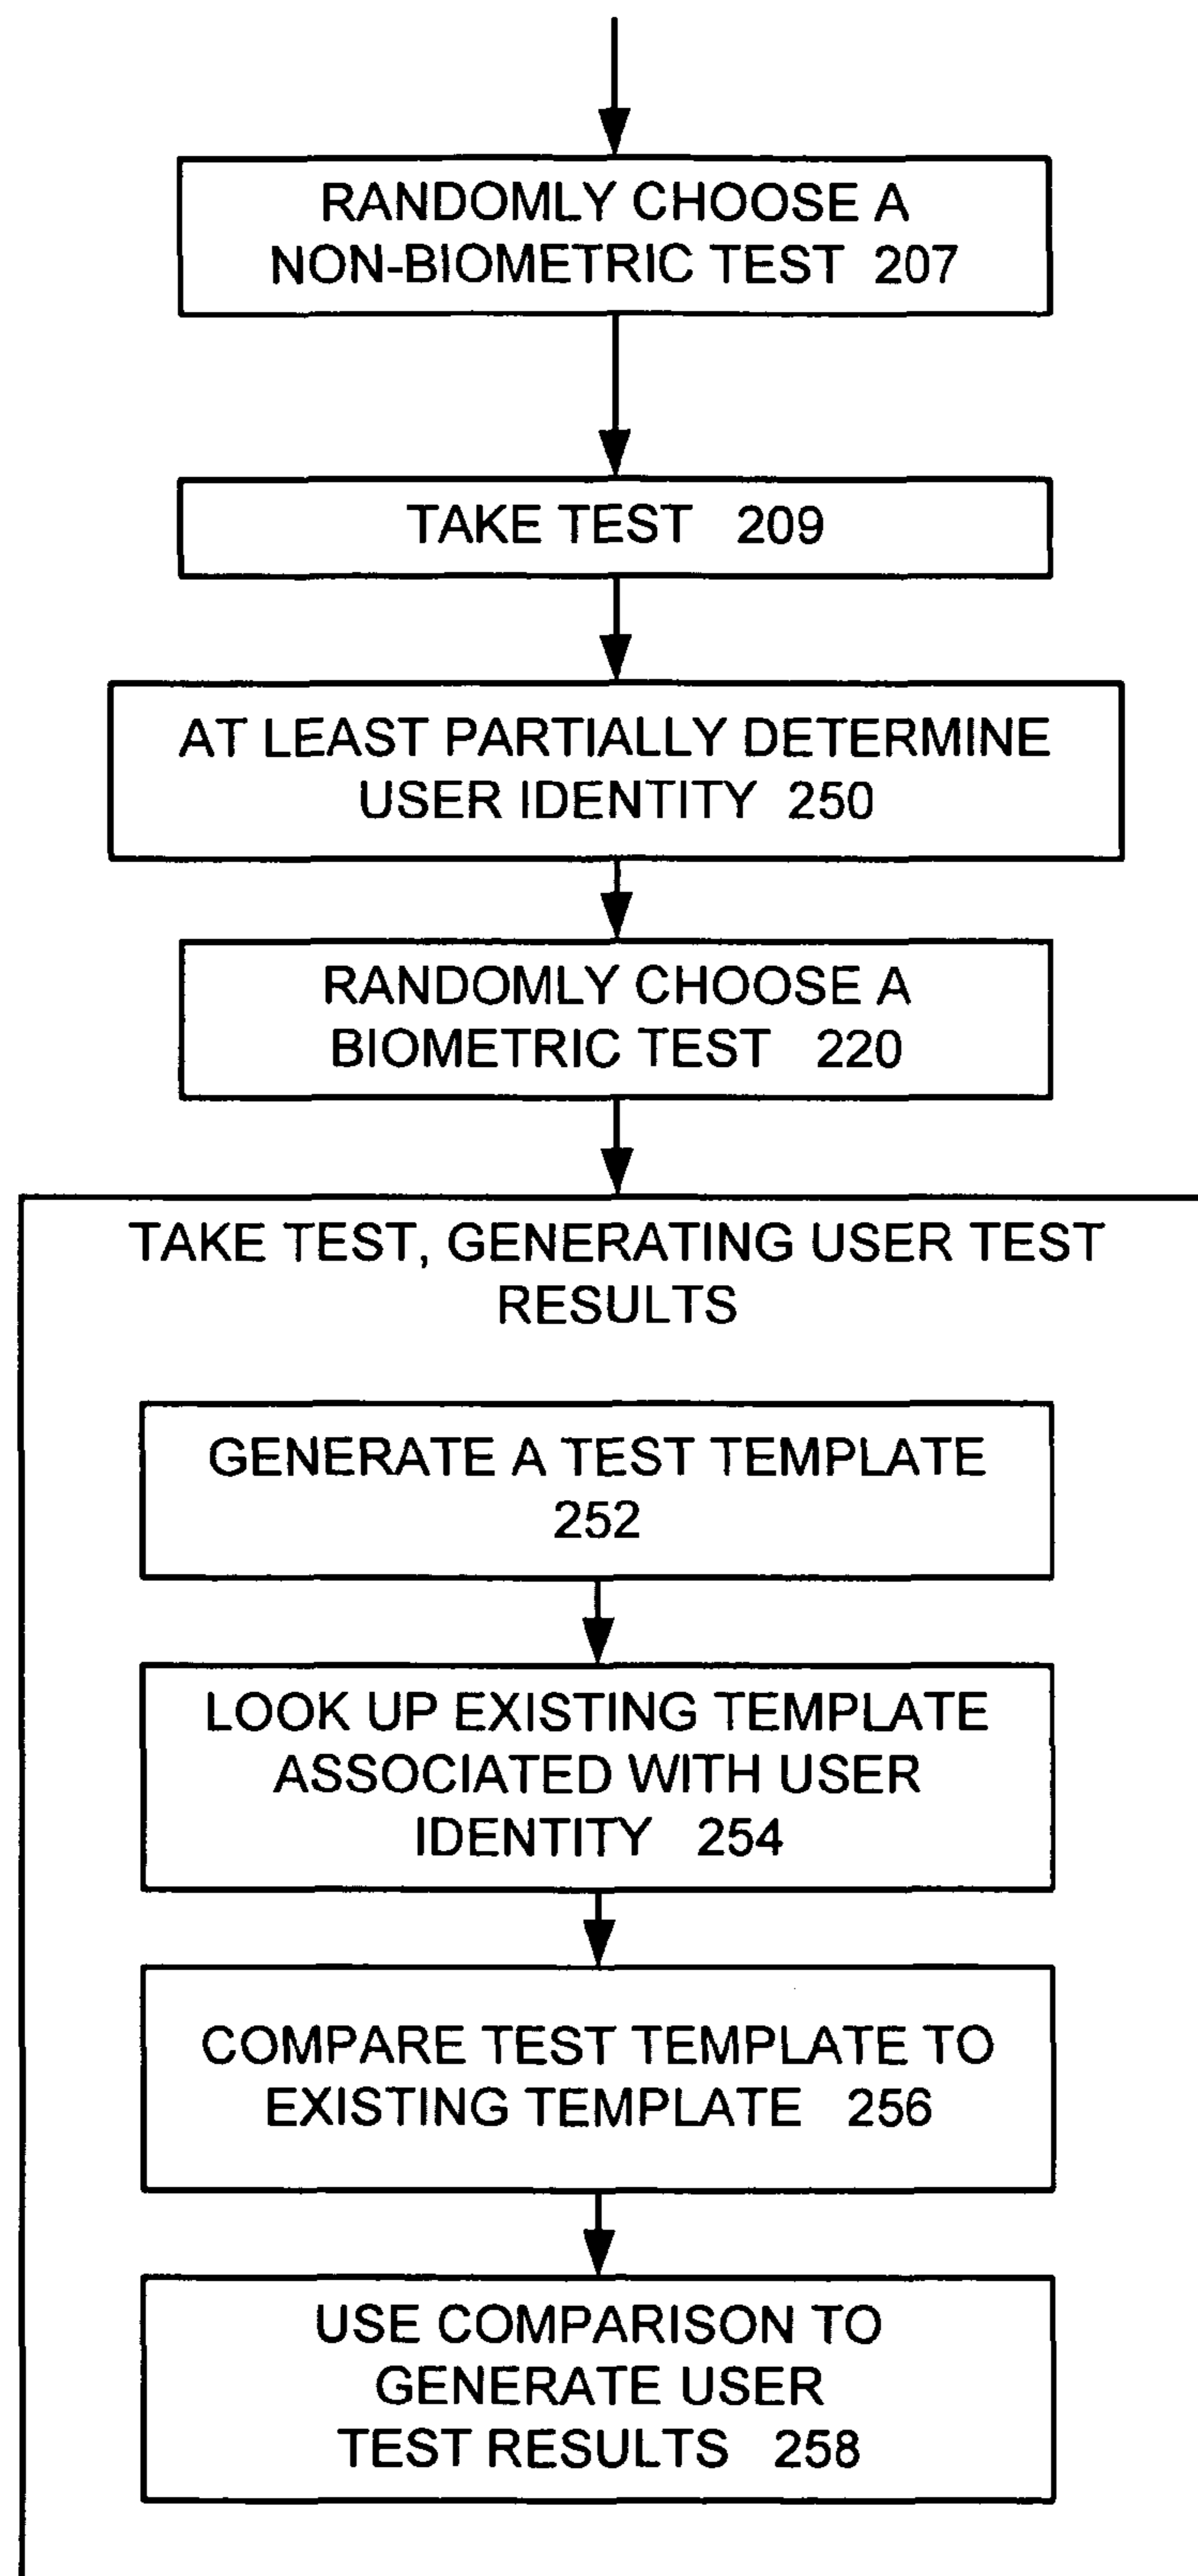 RANDOMLY CHOOSE A
NON-BIOMETRIC TEST 207
TAKE TEST 209
AT LEAST PARTIALLY DETERMINE
USER IDENTITY 250
RANDOMLY CHOOSE A
BIOMETRIC TEST 220
TAKE TEST, GENERATING USER TEST
RESULTS
GENERATE A TEST TEMPLATE
252
LOOK UP EXISTING TEMPLATE
ASSOCIATED WITH USER
IDENTITY 254
COMPARE TEST TEMPLATE TO
EXISTING TEMPLATE 256
USE COMPARISON TO
GENERATE USER
TEST RESULTS 258